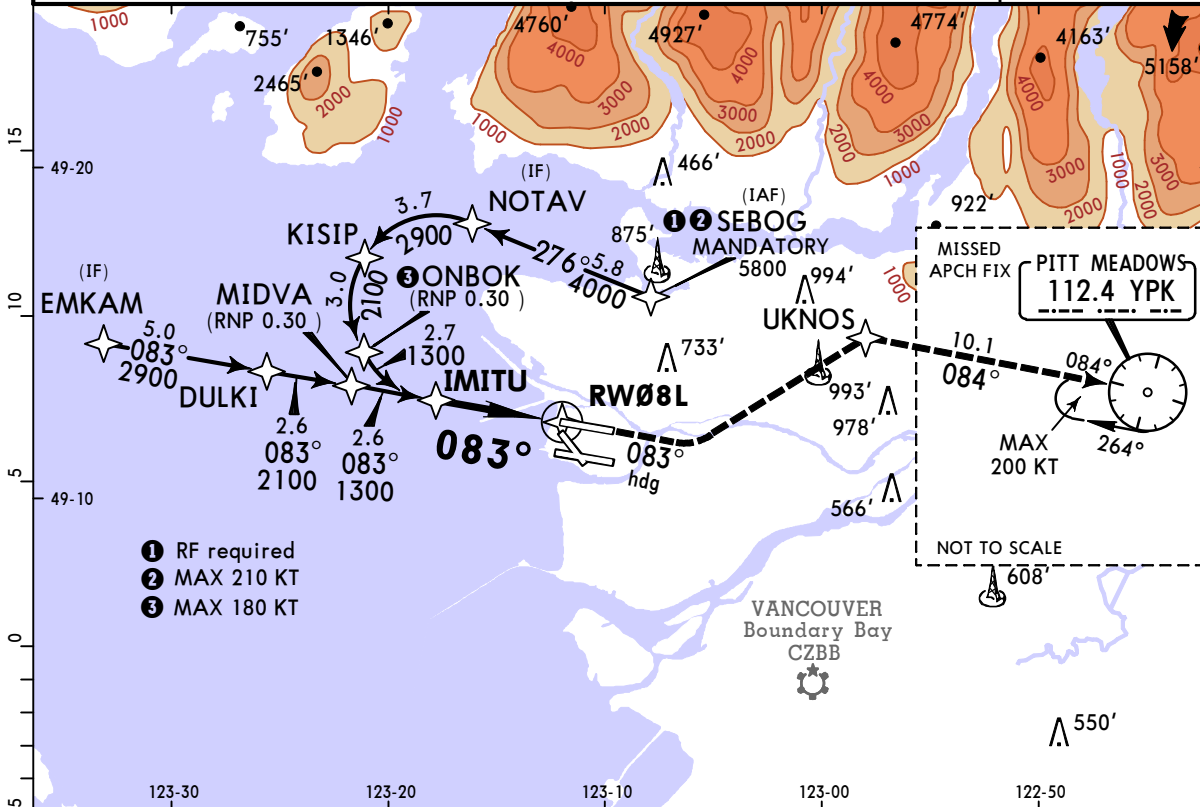 1000
755'
1346'
2465'
2000
1000
4760'
4000
4927'
4000
4774'
4000
4163'
4000
5158'
3000
2000
1000
3000
2000
3000
2000
1000
3000
2000
1000
3000
15
49-20
466'
(IF)
NOTAV
3.7
2900
KISIP
(IAF)
❶❷SEBOG
MANDATORY
5800
875'
276°
5.8
4000
922'
MISSED
APCH FIX
PITT MEADOWS
112.4 YPK
1000
994'
3.0
2100
❸ONBOK
(RNP 0.30 )
(IF)
EMKAM
MIDVA
(RNP 0.30 )
10
5.0
083°
2900
2.7
1300
UKNOS
10.1
084°
084°
DULKI
IMITU
733'
RWØ8L
993'
978'
MAX
200 KT
264°
2.6
083°
2100
2.6
083°
1300
083°
083°
hdg
5
49-10
566'
❶ RF required
❷ MAX 210 KT
❸ MAX 180 KT
NOT TO SCALE
608'
VANCOUVER
Boundary Bay
CZBB
0
550'
5
123-30
123-20
123-10
123-00
122-50